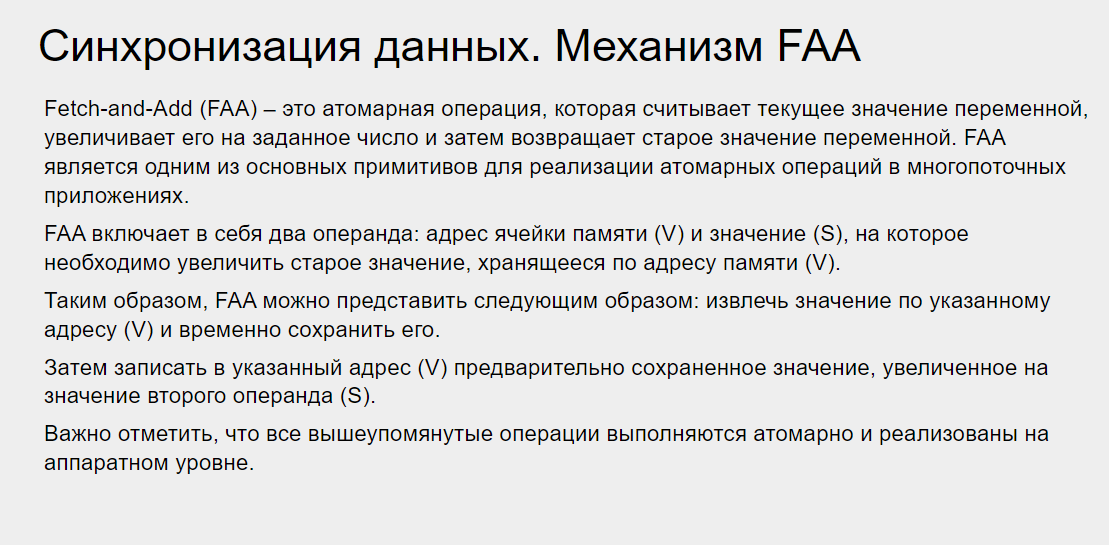 Синхронизация данных. Механизм FAA
Fetch-and-Add (FAA) – это атомарная операция, которая считывает текущее значение переменной,
увеличивает его на заданное число и затем возвращает старое значение переменной. FAA
является одним из основных примитивов для реализации атомарных операций в многопоточных
приложениях.
FAA включает в себя два операнда: адрес ячейки памяти (V) и значение (S), на которое
необходимо увеличить старое значение, хранящееся по адресу памяти (V).
Таким образом, FAA можно представить следующим образом: извлечь значение по указанному
адресу (V) и временно сохранить его.
Затем записать в указанный адрес (V) предварительно сохраненное значение, увеличенное на
значение второго операнда (S).
Важно отметить, что все вышеупомянутые операции выполняются атомарно и реализованы на
аппаратном уровне.